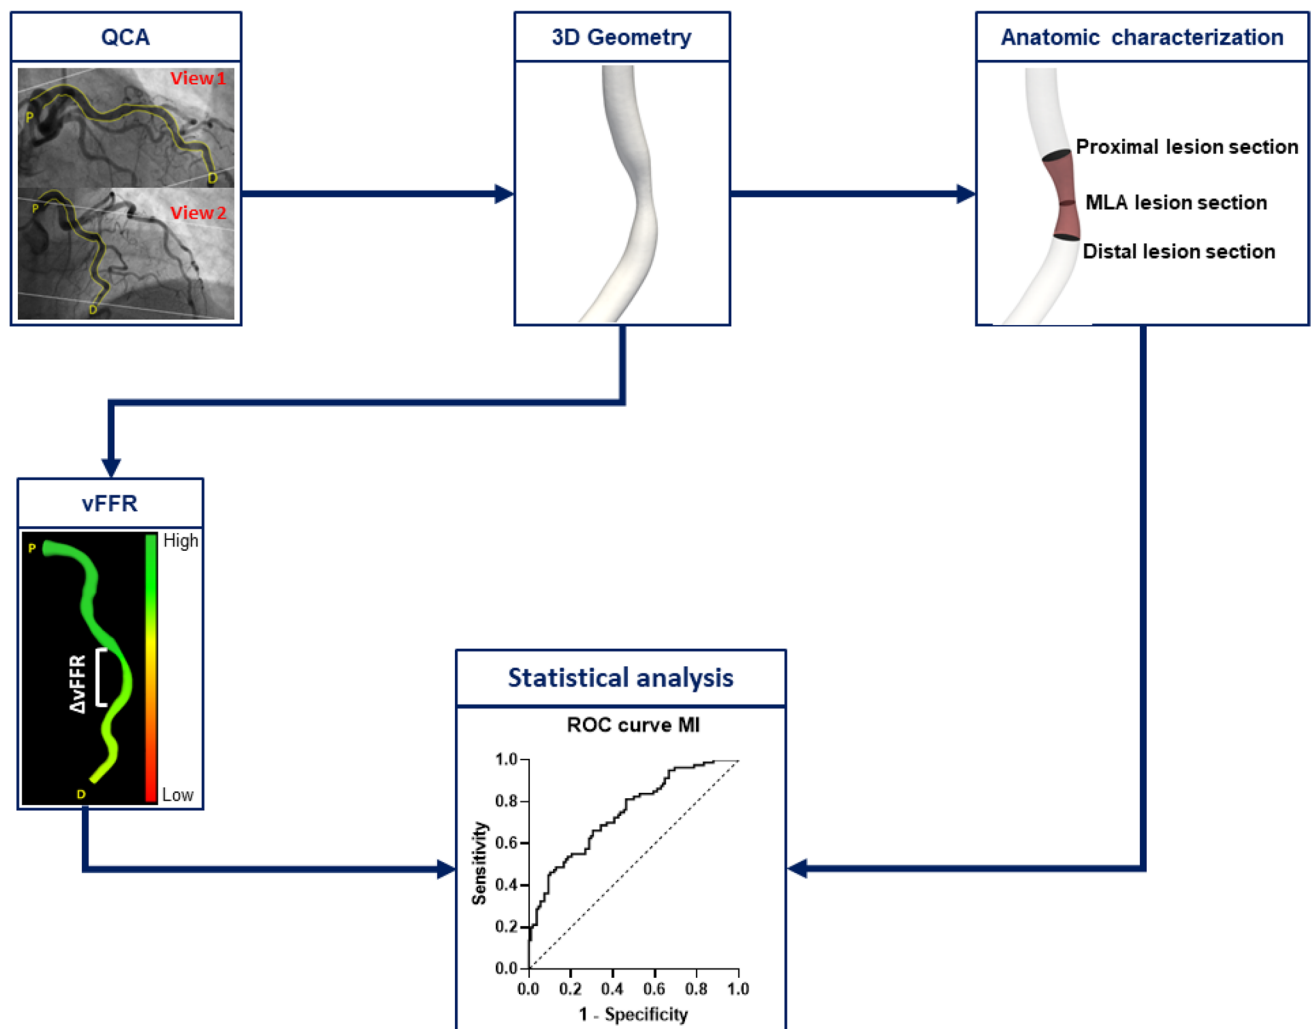 QCA
View 1
P
D
View 2
P
D
3D Geometry
Anatomic characterization
Proximal lesion section
MLA lesion section
Distal lesion section
vFFR
P
High
ΔvFFR
D
Low
Statistical analysis
ROC curve MI
Sensitivity
1.0
0.8
0.6
0.4
0.2
0.0
0.0 0.2 0.4 0.6 0.8 1.0
1 - Specificity